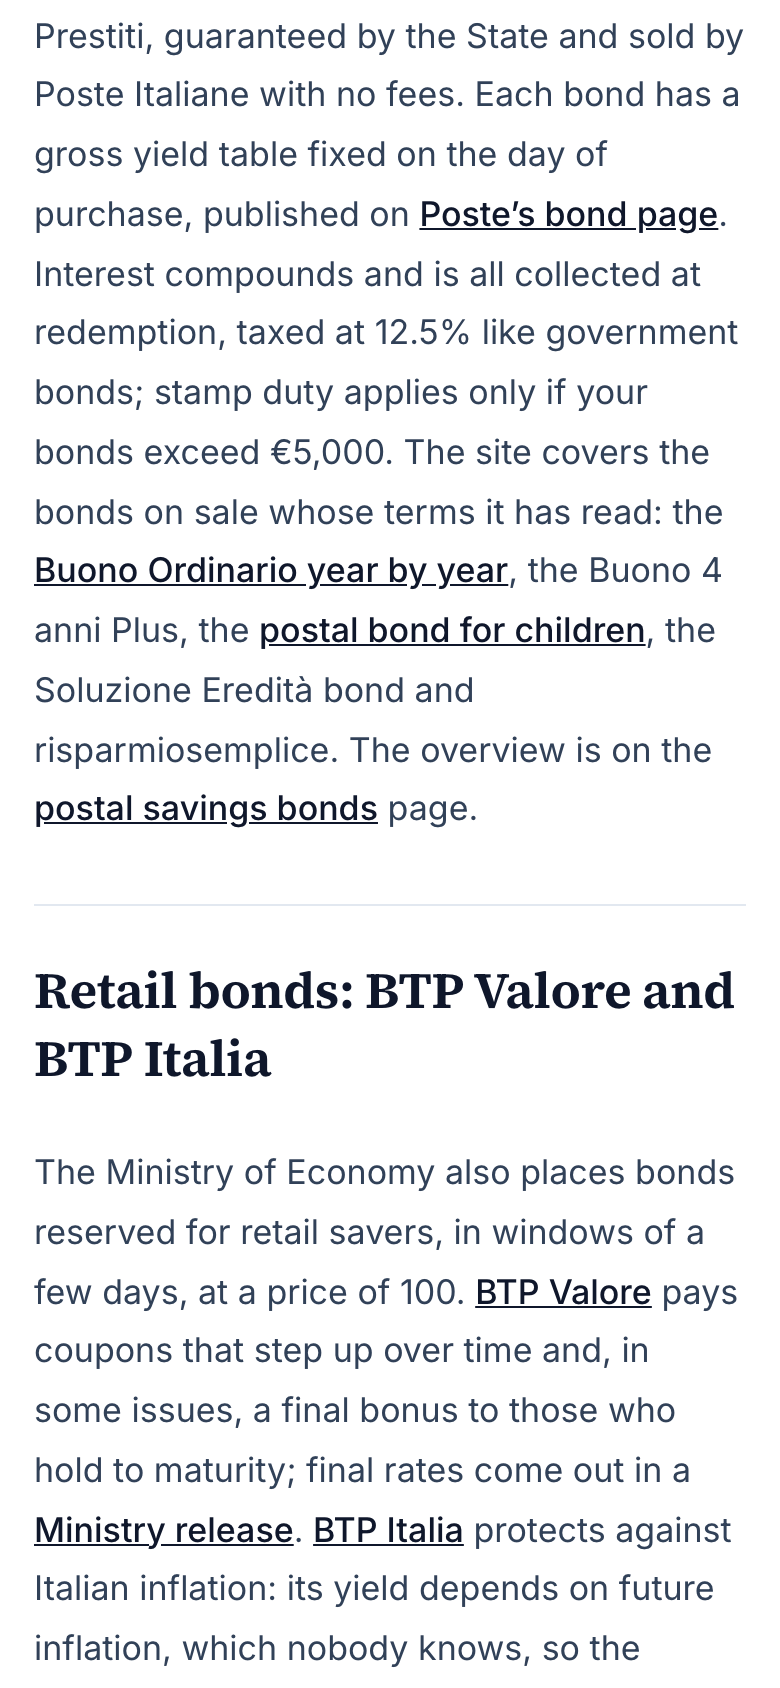 Prestiti, guaranteed by the State and sold by
Poste Italiane with no fees. Each bond has a
gross yield table fixed on the day of
purchase, published on Poste’s bond page.
Interest compounds and is all collected at
redemption, taxed at 12.5% like government
bonds; stamp duty applies only if your
bonds exceed €5,000. The site covers the
bonds on sale whose terms it has read: the
Buono Ordinario year by year, the Buono 4
anni Plus, the postal bond for children, the
Soluzione Eredità bond and
risparmiosemplice. The overview is on the
postal savings bonds page.
Retail bonds: BTP Valore and
BTP Italia
The Ministry of Economy also places bonds
reserved for retail savers, in windows of a
few days, at a price of 100. BTP Valore pays
coupons that step up over time and, in
some issues, a final bonus to those who
hold to maturity; final rates come out in a
Ministry release. BTP Italia protects against
Italian inflation: its yield depends on future
inflation, which nobody knows, so the